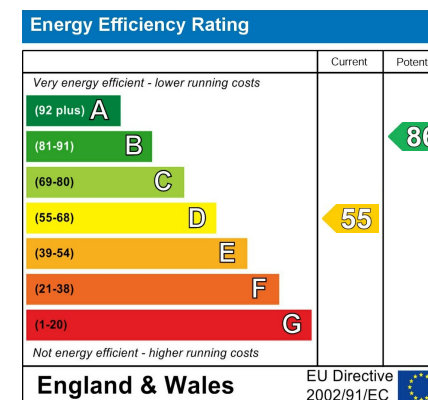 Energy Efficiency Rating
Current Potent
Very energy efficient - lower running costs
(92 plus) A
(81-91) B
86
(69-80) C
(55-68) D
55
(39-54) E
(21-38) F
(1-20) G
Not energy efficient - higher running costs
England & Wales
EU Directive
2002/91/EC